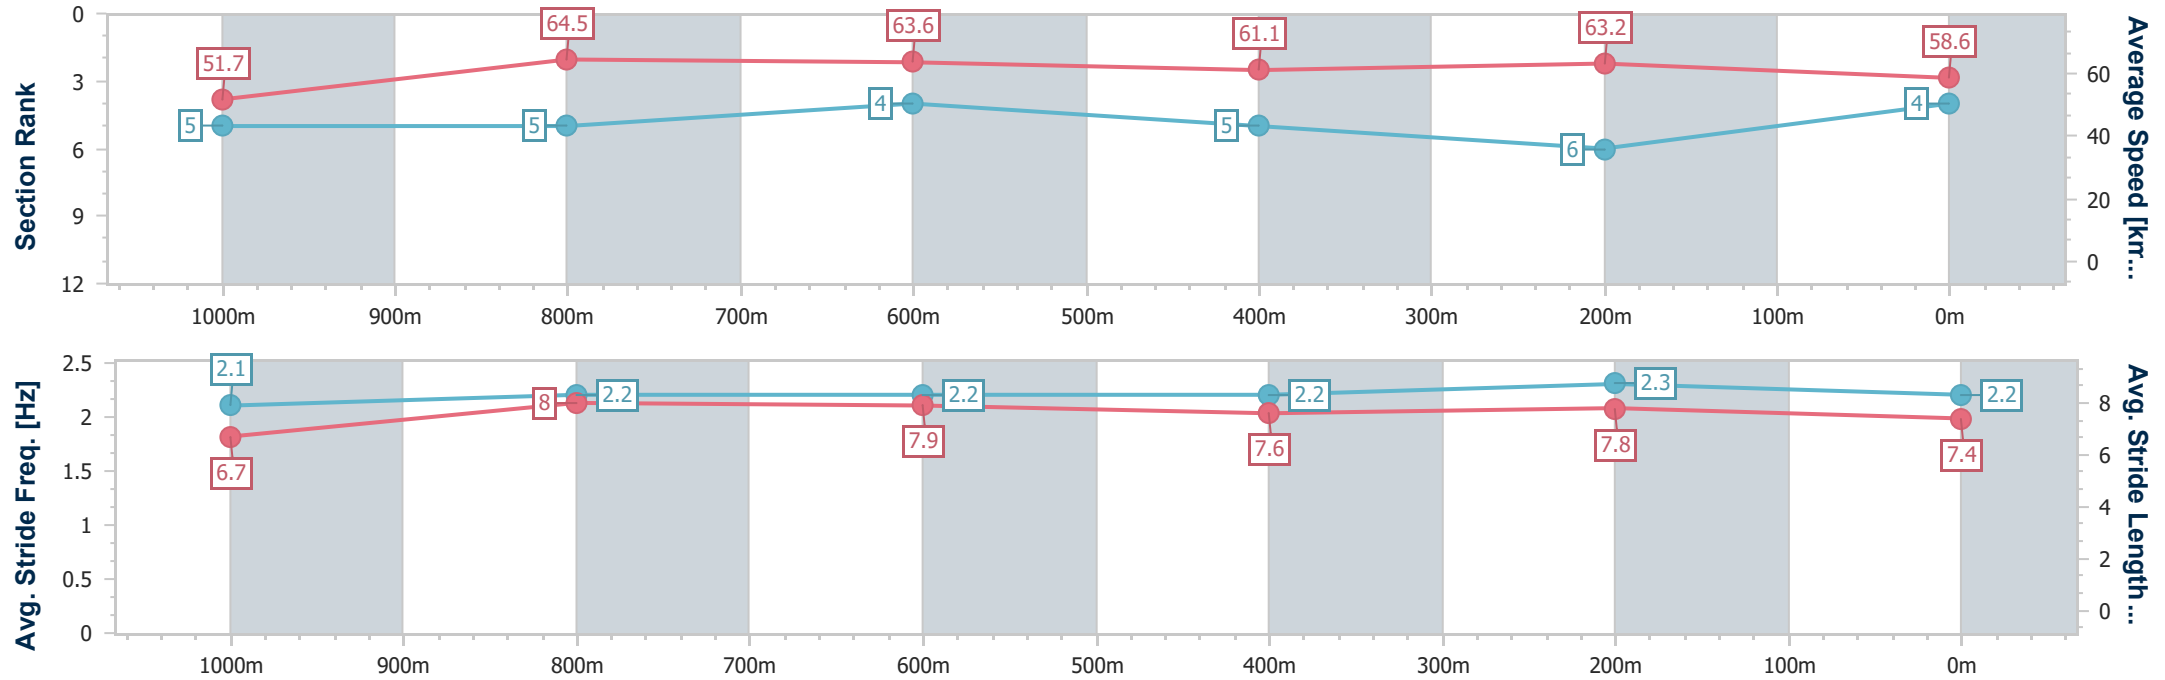 Section Rank
0
3
6
9
12
51.7
64.5
63.6
61.1
63.2
58.6
5
5
4
5
6
4
60
40
20
0
Average Speed [km...
1000m
900m
800m
700m
600m
500m
400m
300m
200m
100m
0m
Avg. Stride Freq. [Hz]
2.5
2
1.5
1
0.5
0
2.1
2.2
2.2
2.2
2.3
2.2
6.7
8
7.9
7.6
7.8
7.4
8
6
4
2
0
Avg. Stride Length...
1000m
900m
800m
700m
600m
500m
400m
300m
200m
100m
0m